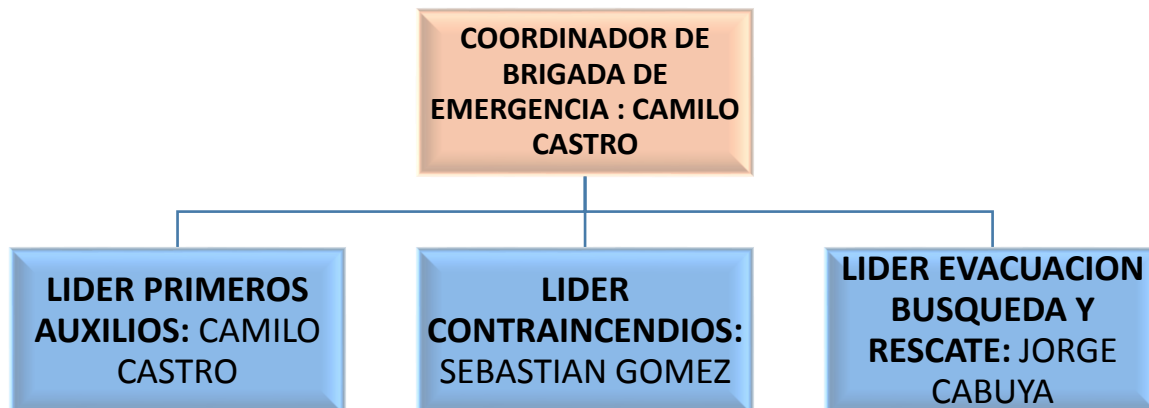 COORDINADOR DE
BRIGADA DE
EMERGENCIA : CAMILO
CASTRO
LIDER PRIMEROS
AUXILIOS: CAMILO
CASTRO
LIDER
CONTRAINCENDIOS:
SEBASTIAN GOMEZ
LIDER EVACUACION
BUSQUEDA Y
RESCATE: JORGE
CABUYA